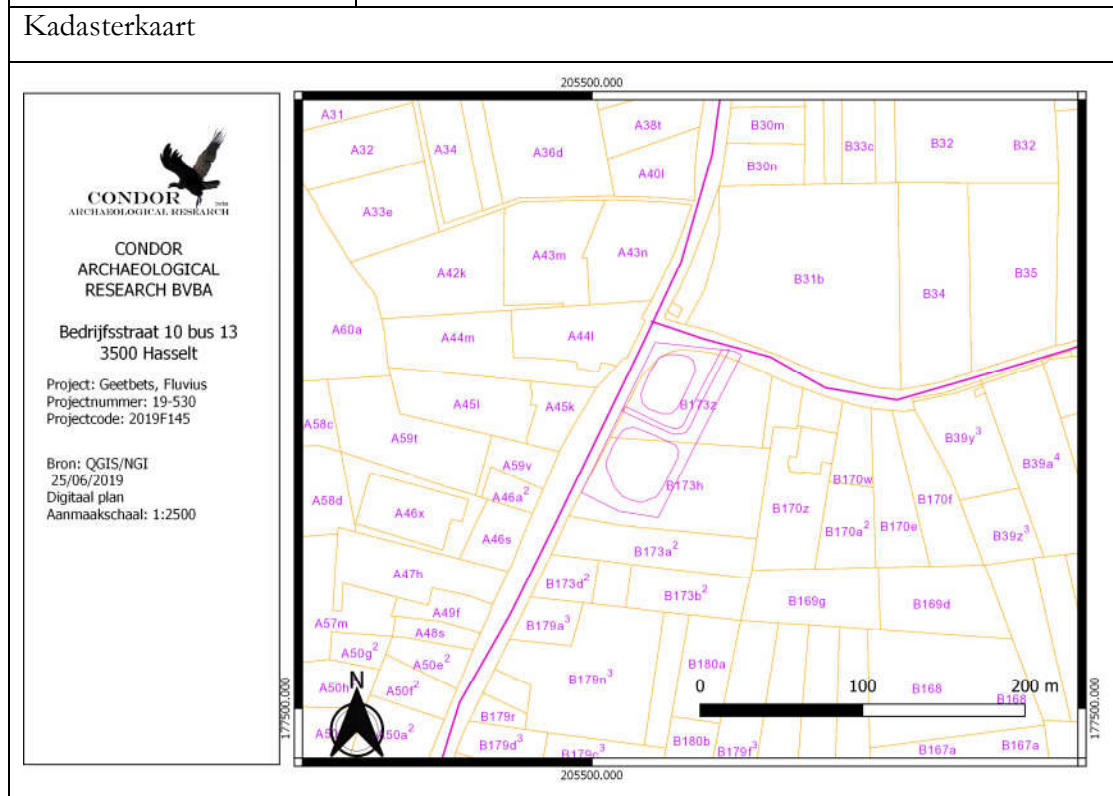 Kadasterkaart
CONDOR
ARCHAEOLOGICAL RESEARCH
CONDOR
ARCHAEOLOGICAL
RESEARCH BVBA
Bedrijfsstraat 10 bus 13
3500 Hasselt
Project: Geetbets, Fluvius
Projectnummer: 19-530
Projectcode: 2019F145
Bron: QGIS/NGI
25/06/2019
Digitaal plan
Aanmaakschaal: 1:2500
205500.000
A31
A32
A34
A36d
A38t
A40l
B30m
B30n
B33c
B32
B32
A33e
A43m
A43n
A42k
B31b
B34
B35
A60a
A44m
A44l
A45l
A45k
B173z
A58c
A59t
A59v
A46a²
B39y³
B39a⁴
A58d
A46x
A46s
B173h
B170w
B170z
B170a²
B170e
B170f
B39z³
B173a²
A47h
B173d²
B173b²
B169g
B169d
A57m
A49f
A48s
B179a³
A50g²
A50e²
B180a
A50h
N
A50f²
B179n³
0 100 200 m
B168
B168
177500.000
177500.000
B179r
B179d³
B179c³
B180b
B179f³
B167a
B167a
205500.000